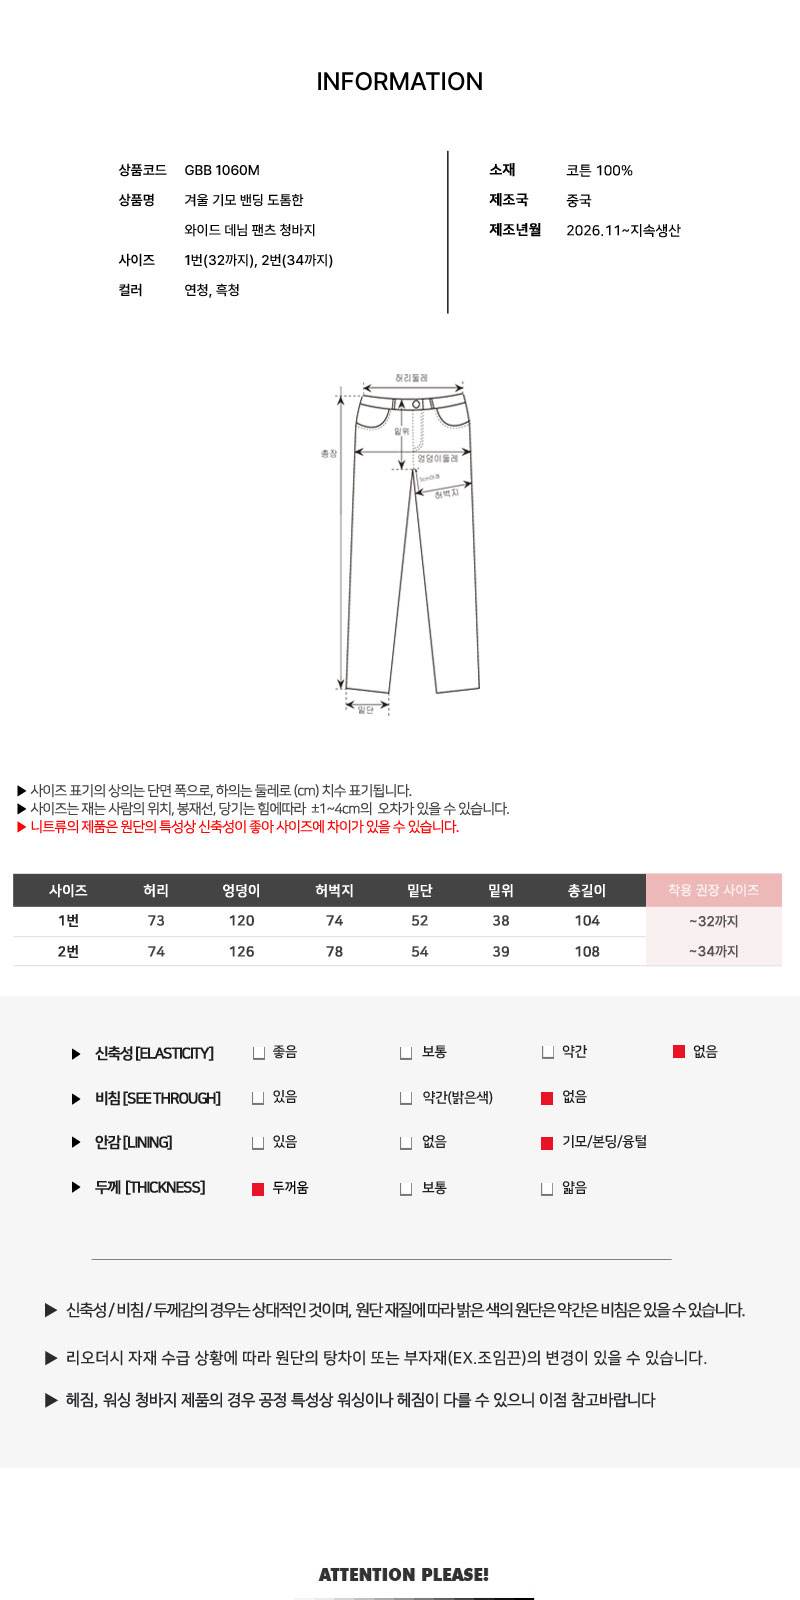 INFORMATION
상품코드 GBB 1060M
상품명 겨울 기모 밴딩 도톰한
와이드 데님 팬츠 청바지
사이즈 1번(32까지), 2번(34까지)
컬러 연청, 흑청
소재 코튼 100%
제조국 중국
제조년월 2026.11~지속생산
허리둘레
밑위
총장
엉덩이둘레
허벅지
밑단
▶ 사이즈 표기의 상의는 단면 폭으로, 하의는 둘레로 (cm) 치수 표기됩니다.
▶ 사이즈는 재는 사람의 위치, 봉재선, 당기는 힘에따라 ±1~4cm의 오차가 있을 수 있습니다.
▶ 니트류의 제품은 원단의 특성상 신축성이 좋아 사이즈에 차이가 있을 수 있습니다.
사이즈 허리 엉덩이 허벅지 밑단 밑위 총길이 착용 권장 사이즈
1번 73 120 74 52 38 104 ~32까지
2번 74 126 78 54 39 108 ~34까지
▶ 신축성 [ELASTICITY] 좋음 보통 약간 없음
▶ 비침 [SEE THROUGH] 있음 약간(밝은색) 없음
▶ 안감 [LINING] 있음 없음 기모/본딩/융털
▶ 두께 [THICKNESS] 두꺼움 보통 얇음
▶ 신축성 / 비침 / 두께감의 경우는 상대적인 것이며, 원단 재질에 따라 밝은 색의 원단은 약간은 비침은 있을 수 있습니다.
▶ 리오더시 자재 수급 상황에 따라 원단의 탕차이 또는 부자재(EX.조임끈)의 변경이 있을 수 있습니다.
▶ 헤짐, 워싱 청바지 제품의 경우 공정 특성상 워싱이나 헤짐이 다를 수 있으니 이점 참고바랍니다
ATTENTION PLEASE!